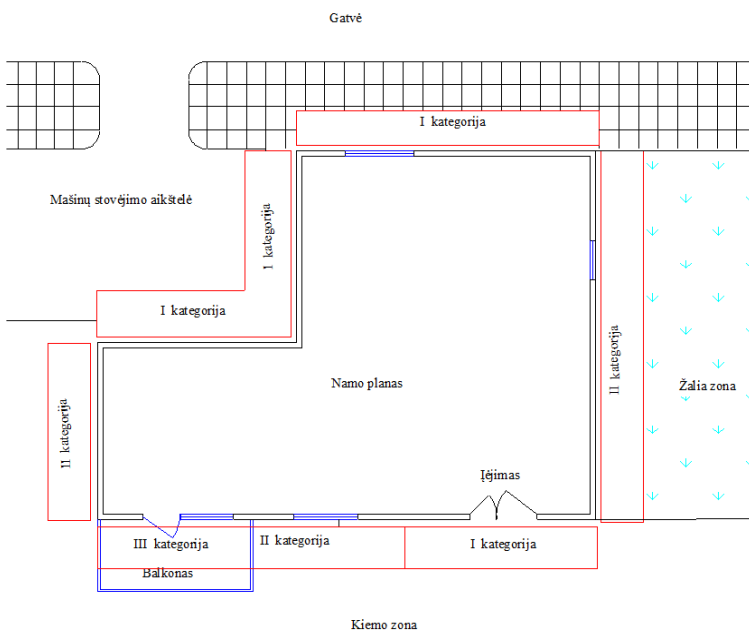 Gatvė
I kategorija
Mašinų stovėjimo aikštelė
I kategorija
I kategorija
II kategorija
II kategorija
Namo planas
Žalia zona
Įėjimas
III kategorija
II kategorija
I kategorija
Balkonas
Kiemo zona